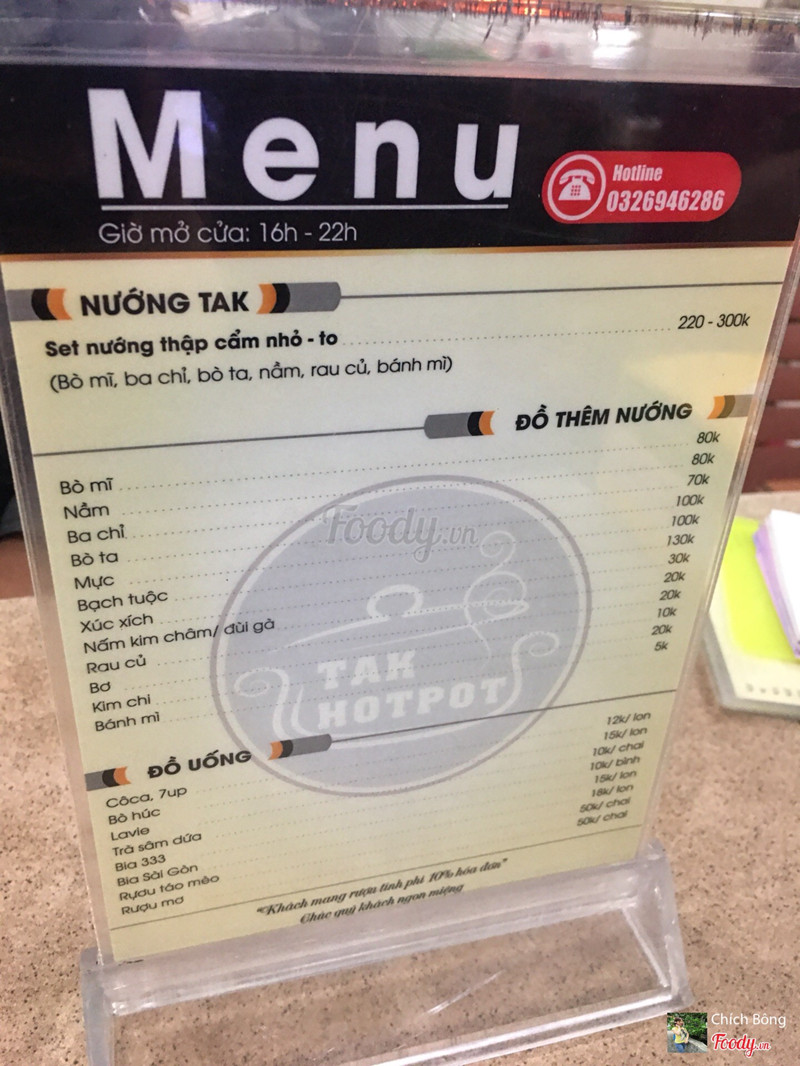 Menu
Hotline
0326946286
Giờ mở cửa: 16h - 22h
NƯỚNG TAK
Set nướng thập cẩm nhỏ - to 220 - 300k
(Bò mĩ, ba chỉ, bò ta, nầm, rau củ, bánh mì)
ĐỒ THÊM NƯỚNG
Bò mĩ 80k
Nầm 80k
Ba chỉ 70k
Bò ta 100k
Mực 100k
Bạch tuộc 130k
Xúc xích 30k
Nấm kim châm/ đùi gà 20k
Rau củ 20k
Bơ 10k
Kim chi 20k
Bánh mì 5k
Foody.vn
TAK
HOTPOT
ĐỒ UỐNG
Côca, 7up 12k/ lon
Bò húc 15k/ lon
Lavie 10k/ chai
Trà sâm dứa 10k/ bình
Bia 333 15k/ lon
Bia Sài Gòn 18k/ lon
Rượu táo mèo 50k/ chai
Rượu mơ 50k/ chai
"Khách mang rượu tính phí 10% hóa đơn"
Chúc quý khách ngon miệng
Chích Bông
Foody.vn